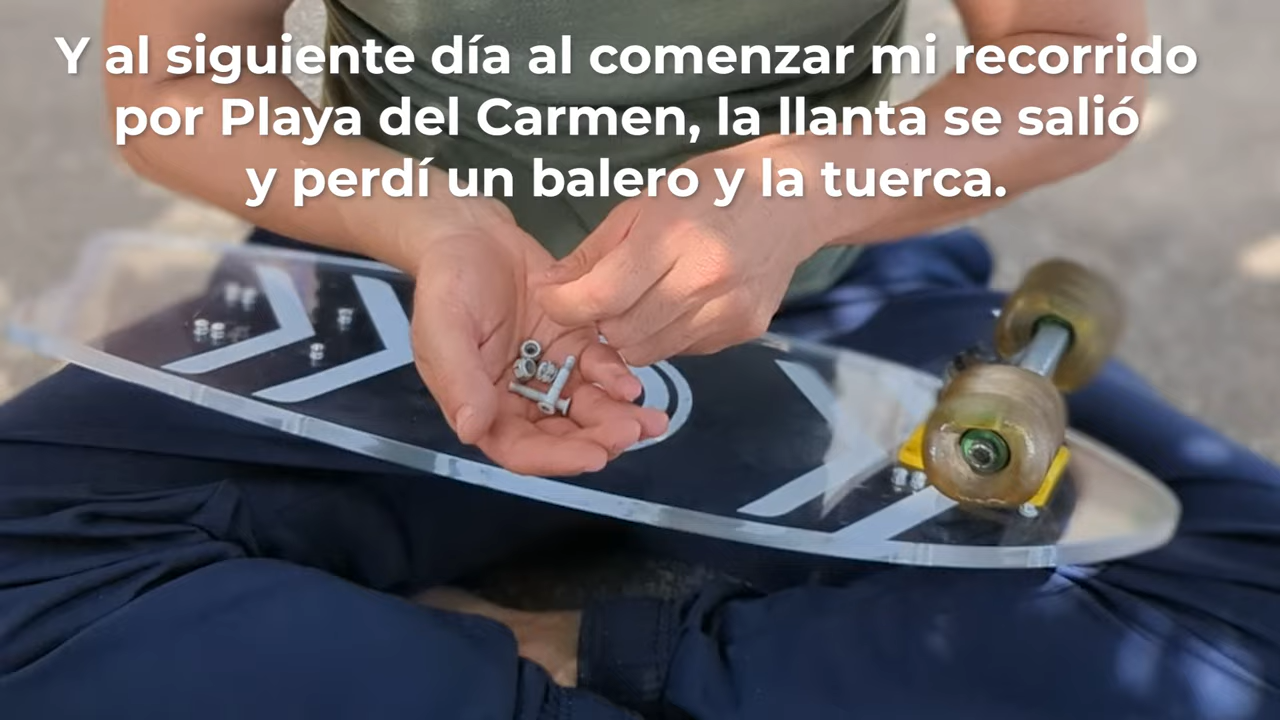 Y al siguiente día al comenzar mi recorrido
por Playa del Carmen, la llanta se salió
y perdí un balero y la tuerca.